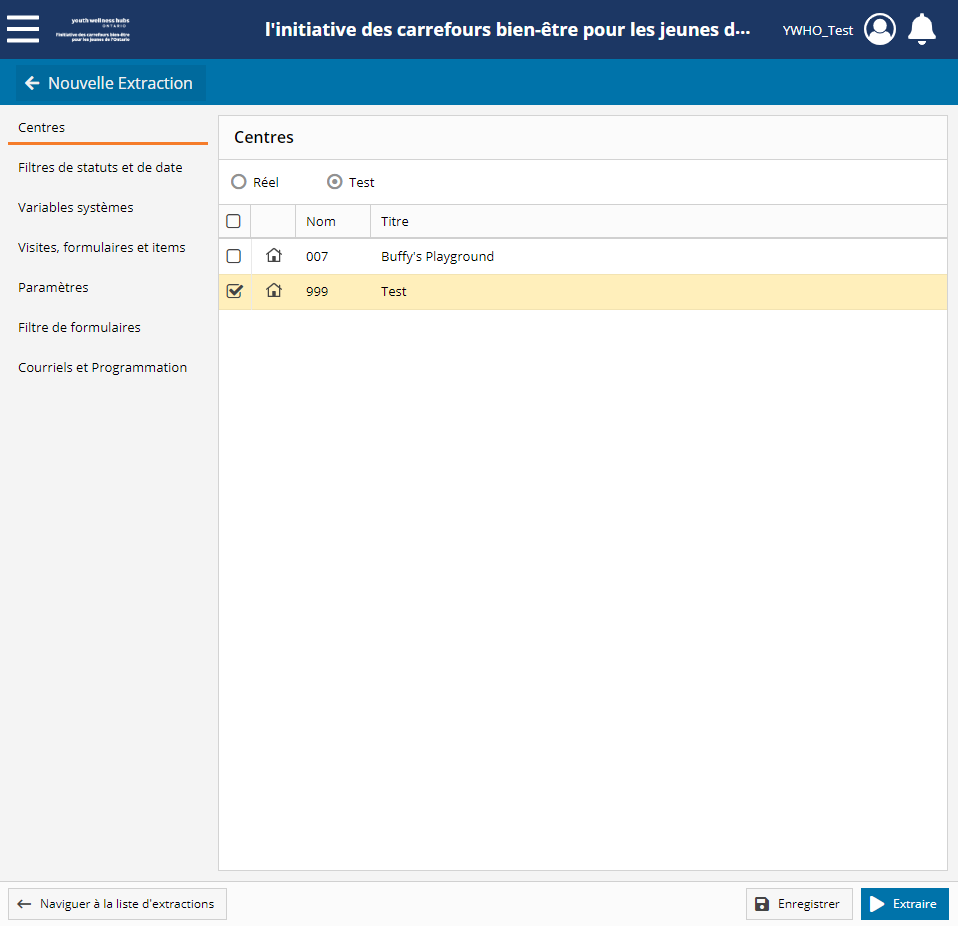 youth wellness hubs
ONTARIO
l'initiative des carrefours bien-être
pour les jeunes de l'Ontario
l'initiative des carrefours bien-être pour les jeunes d...
YWHO_Test
Nouvelle Extraction
Centres
Filtres de statuts et de date
Variables systèmes
Visites, formulaires et items
Paramètres
Filtre de formulaires
Courriels et Programmation
Centres
Réel Test
Nom Titre
007 Buffy's Playground
999 Test
Naviguer à la liste d'extractions
Enregistrer
Extraire